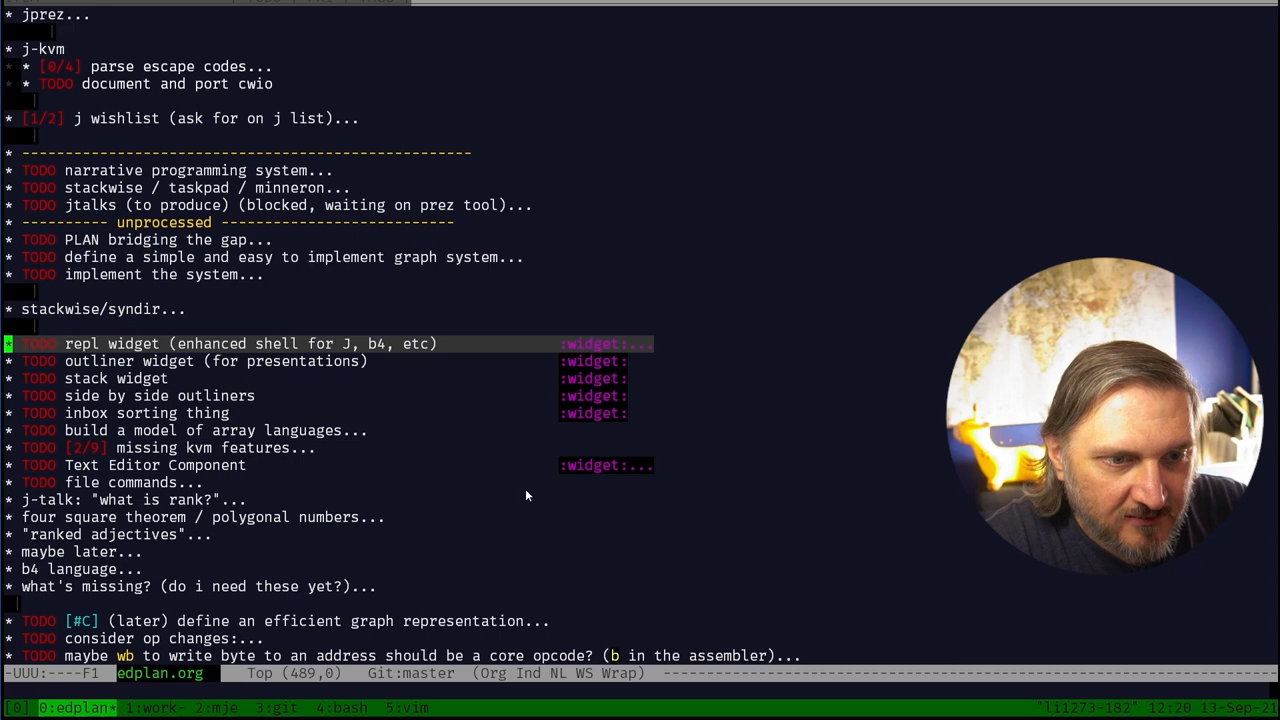 * jprez...
* j-kvm
* * [0/4] parse escape codes...
* * TODO document and port cwio
* [1/2] j wishlist (ask for on j list)...
* ----------------------------------------------------
* TODO narrative programming system...
* TODO stackwise / taskpad / minneron...
* TODO jtalks (to produce) (blocked, waiting on prez tool)...
* ---------- unprocessed ---------------------------
* TODO PLAN bridging the gap...
* TODO define a simple and easy to implement graph system...
* TODO implement the system...
* stackwise/syndir...
* TODO repl widget (enhanced shell for J, b4, etc) :widget:...
* TODO outliner widget (for presentations) :widget:
* TODO stack widget :widget:
* TODO side by side outliners :widget:
* TODO inbox sorting thing :widget:
* TODO build a model of array languages...
* TODO [2/9] missing kvm features...
* TODO Text Editor Component :widget:...
* TODO file commands...
* j-talk: "what is rank?"...
* four square theorem / polygonal numbers...
* "ranked adjectives"...
* maybe later...
* b4 language...
* what's missing? (do i need these yet?)...
* TODO [#C] (later) define an efficient graph representation...
* TODO consider op changes:...
* TODO maybe wb to write byte to an address should be a core opcode? (b in the assembler)...
-UUU:----F1 edplan.org Top (489,0) Git:master (Org Ind NL WS Wrap) ------------------------------------------------------------------------
[0] 0:edplan* 1:work- 2:mje 3:git 4:bash 5:vim "li1273-182" 12:20 13-Sep-21